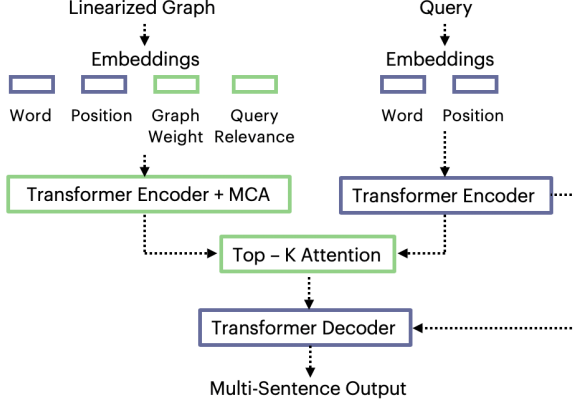 Linearized Graph
Query
Embeddings
Embeddings
Word
Position
Graph
Weight
Query
Relevance
Word
Position
Transformer Encoder + MCA
Transformer Encoder
Top – K Attention
Transformer Decoder
Multi-Sentence Output